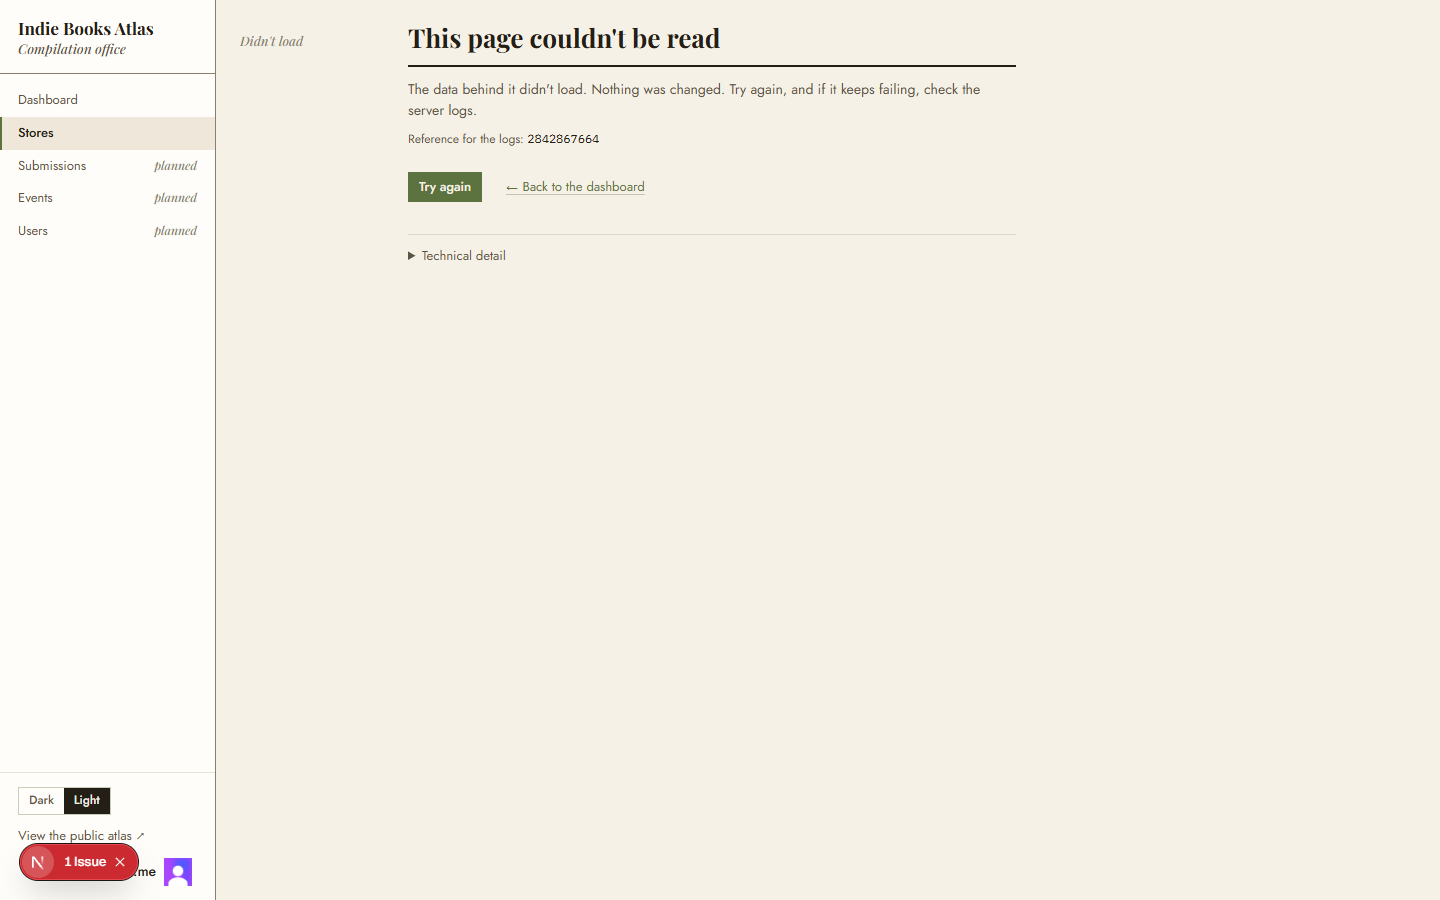 Indie Books Atlas
Compilation office
Dashboard
Stores
Submissions planned
Events planned
Users planned
Dark Light
View the public atlas ↗
N 1 Issue ×
Didn't load
This page couldn't be read
The data behind it didn't load. Nothing was changed. Try again, and if it keeps failing, check the
server logs.
Reference for the logs: 2842867664
Try again ← Back to the dashboard
▶ Technical detail